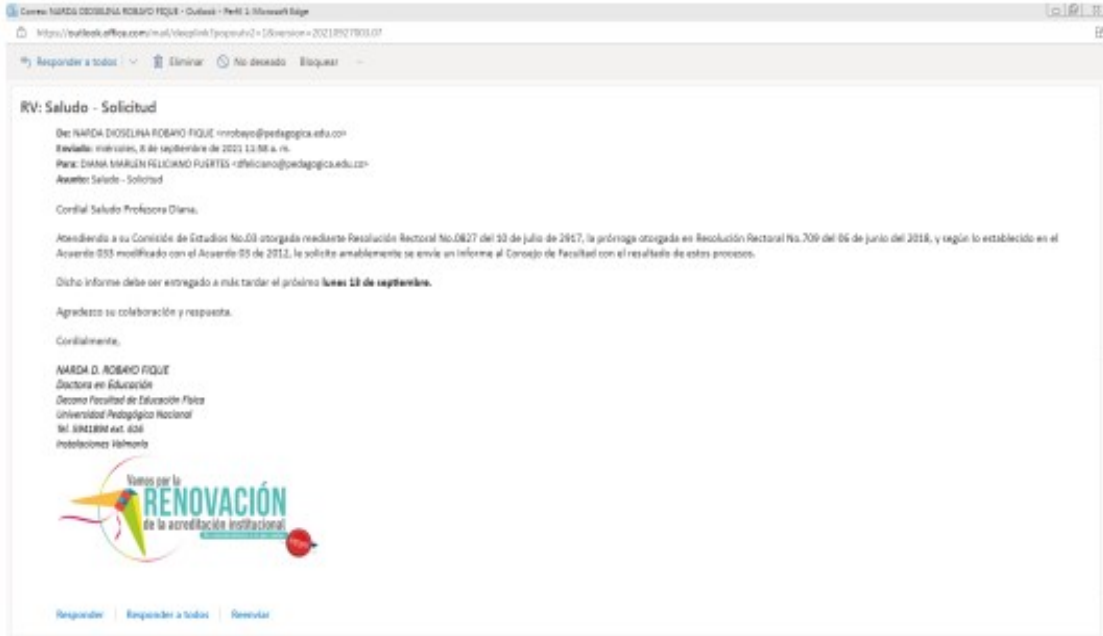 Correo: NARDA DIOSELINA ROBAYO FIQUE - Outlook - Perfil 1: Microsoft Edge
https://outlook.office.com/mail/deeplink?popoutv2=1&version=20210927003.07
Responder a todos Eliminar No deseado Bloquear ...
RV: Saludo - Solicitud
De: NARDA DIOSELINA ROBAYO FIQUE <nrobayo@pedagogica.edu.co>
Enviado: miércoles, 8 de septiembre de 2021 11:58 a. m.
Para: DIANA MARLEN FELICIANO FUERTES <dfeliciano@pedagogica.edu.co>
Asunto: Saludo - Solicitud
Cordial Saludo Profesora Diana,
Atendiendo a su Comisión de Estudios No.03 otorgada mediante Resolución Rectoral No.0827 del 10 de julio de 2917, la prórroga otorgada en Resolución Rectoral No.709 del 06 de junio del 2018, y según lo establecido en el
Acuerdo 033 modificado con el Acuerdo 03 de 2012, le solicito amablemente se envíe un informe al Consejo de Facultad con el resultado de estos procesos.
Dicho informe debe ser entregado a más tardar el próximo lunes 13 de septiembre.
Agradezco su colaboración y respuesta.
Cordialmente,
NARDA D. ROBAYO FIQUE
Doctora en Educación
Decana Facultad de Educación Física
Universidad Pedagógica Nacional
Tel. 5941894 ext. 626
Instalaciones Valmaría
Vamos por la
RENOVACIÓN
de la acreditación institucional
Responder Responder a todos Reenviar